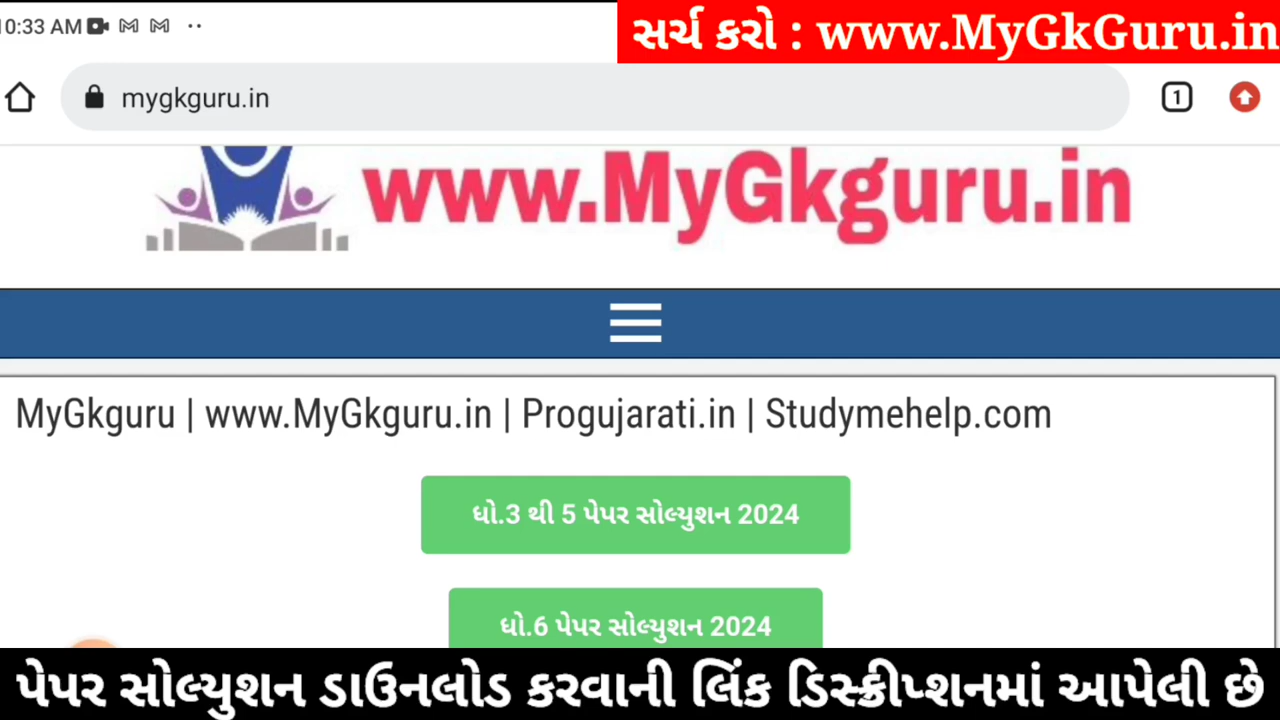 10:33 AM
સર્ચ કરો : www.MyGkGuru.in
mygkguru.in
1
www.MyGkguru.in
MyGkguru | www.MyGkguru.in | Progujarati.in | Studymehelp.com
ધો.3 થી 5 પેપર સોલ્યુશન 2024
ધો.6 પેપર સોલ્યુશન 2024
પેપર સોલ્યુશન ડાઉનલોડ કરવાની લિંક ડિસ્ક્રીપ્શનમાં આપેલી છે